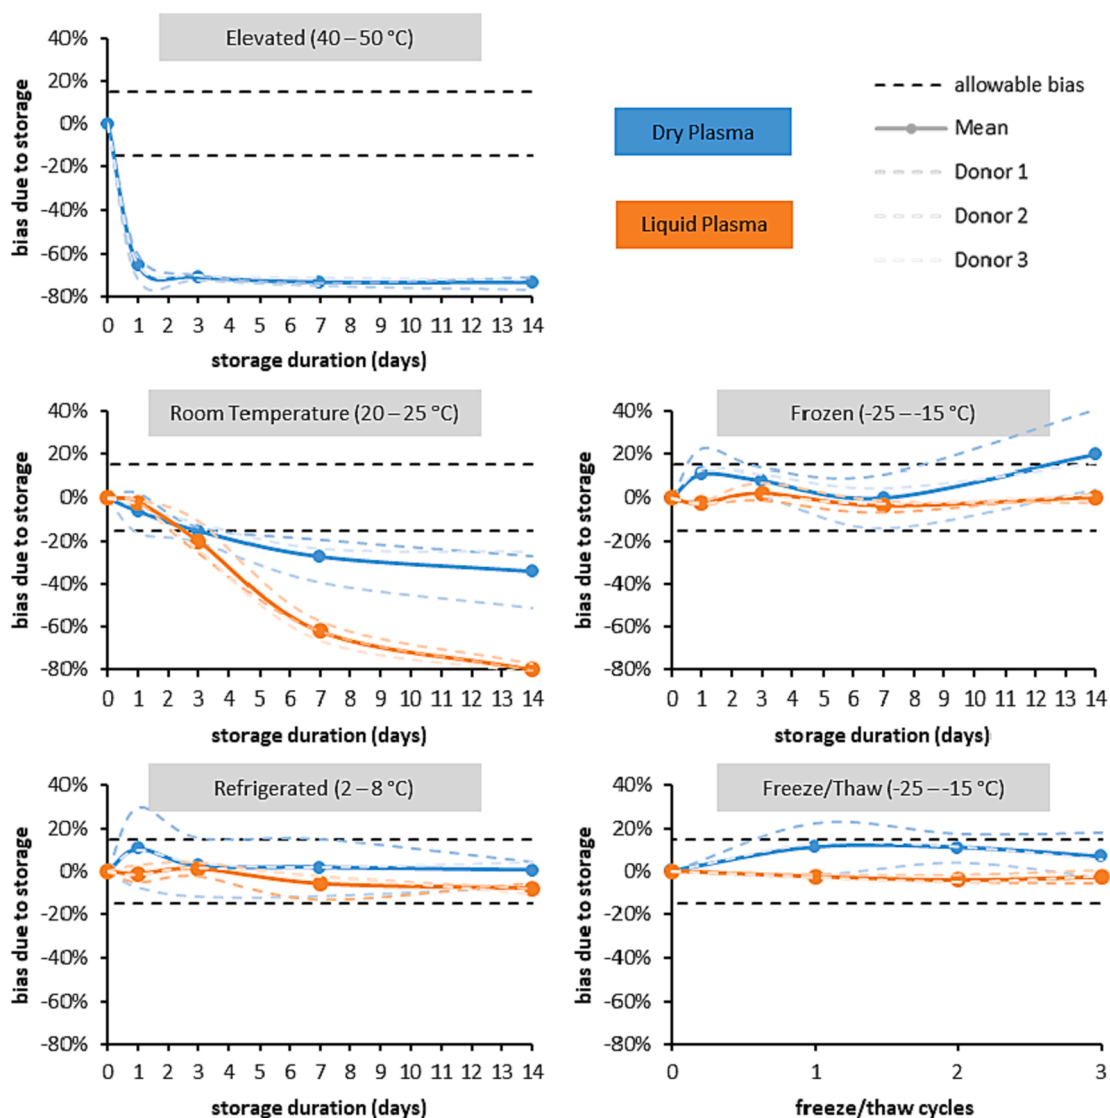 Elevated (40 – 50 °C)
40%
20%
0%
-20%
-40%
-60%
-80%
bias due to storage
0 1 2 3 4 5 6 7 8 9 10 11 12 13 14
storage duration (days)
Dry Plasma
Liquid Plasma
allowable bias
Mean
Donor 1
Donor 2
Donor 3
Room Temperature (20 – 25 °C)
40%
20%
0%
-20%
-40%
-60%
-80%
bias due to storage
0 1 2 3 4 5 6 7 8 9 10 11 12 13 14
storage duration (days)
Frozen (-25 – -15 °C)
40%
20%
0%
-20%
-40%
-60%
-80%
bias due to storage
0 1 2 3 4 5 6 7 8 9 10 11 12 13 14
storage duration (days)
Refrigerated (2 – 8 °C)
40%
20%
0%
-20%
-40%
-60%
-80%
bias due to storage
0 1 2 3 4 5 6 7 8 9 10 11 12 13 14
storage duration (days)
Freeze/Thaw (-25 – -15 °C)
40%
20%
0%
-20%
-40%
-60%
-80%
bias due to storage
0 1 2 3
freeze/thaw cycles